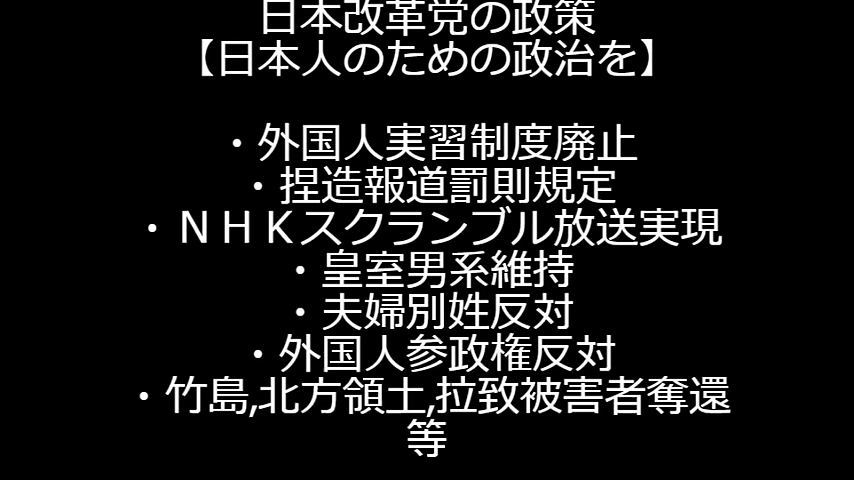 日本改革党の政策
【日本人のための政治を】
・外国人実習制度廃止
・捏造報道罰則規定
・ＮＨＫスクランブル放送実現
・皇室男系維持
・夫婦別姓反対
・外国人参政権反対
・竹島,北方領土,拉致被害者奪還
等